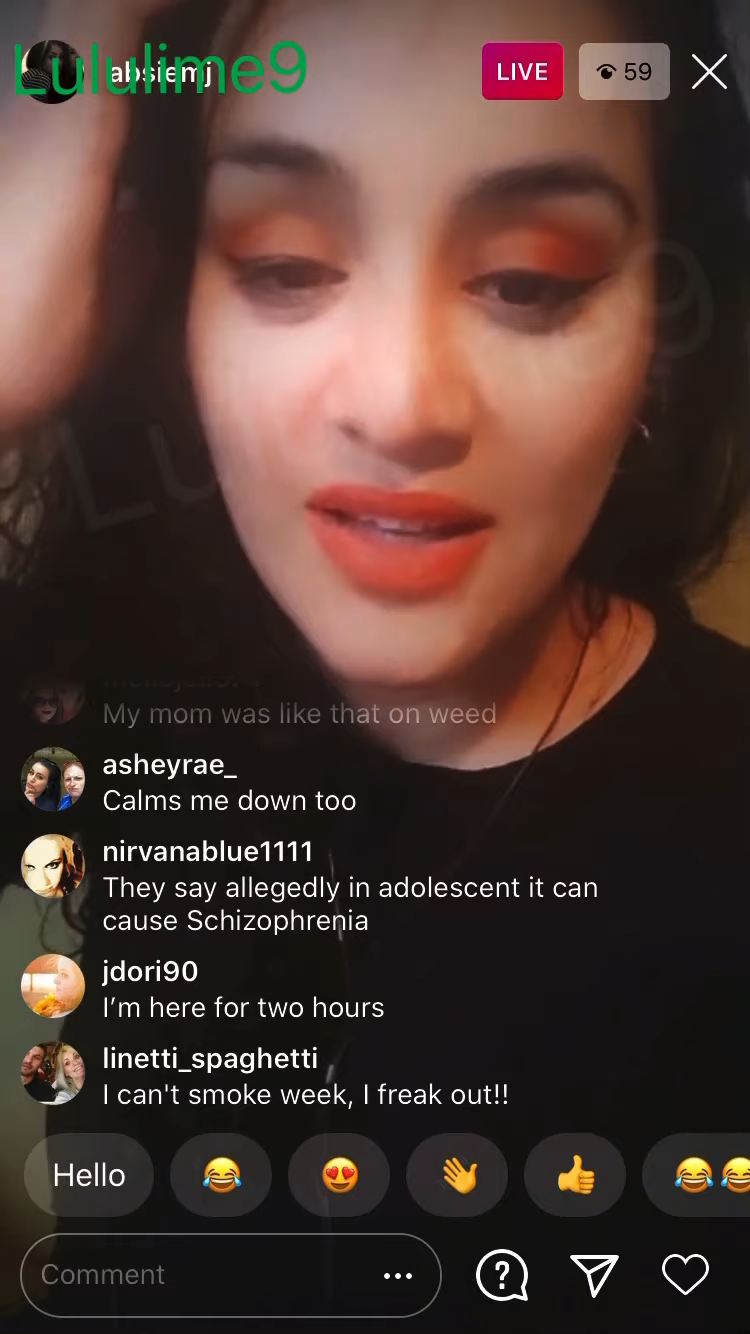 Lululime9
absiemj
LIVE
59
My mom was like that on weed
asheyrae_
Calms me down too
nirvanablue1111
They say allegedly in adolescent it can
cause Schizophrenia
jdori90
I’m here for two hours
linetti_spaghetti
I can't smoke week, I freak out!!
Hello
Comment